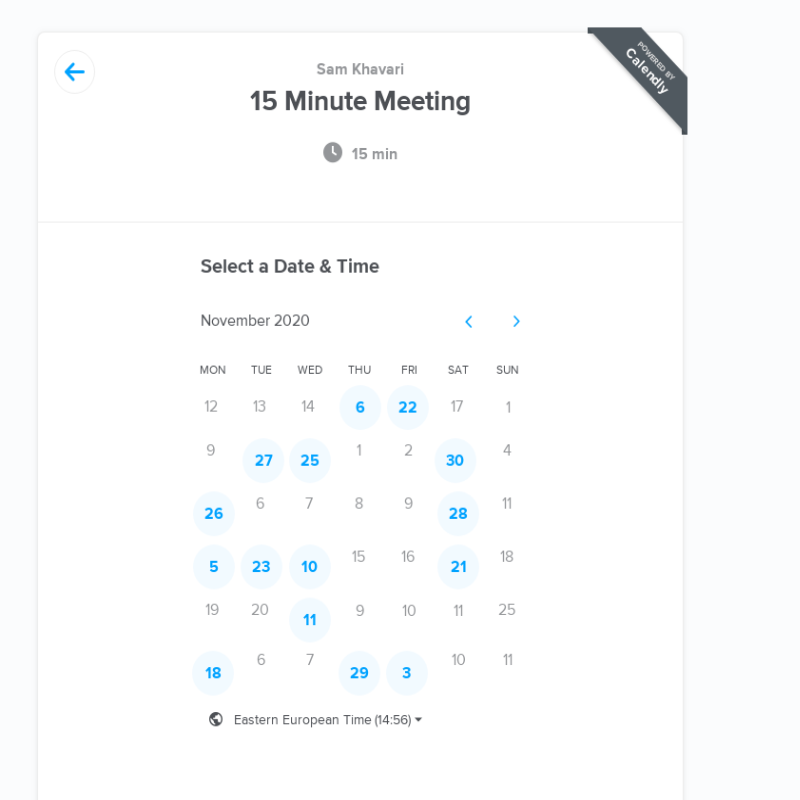 Sam Khavari
POWERED BY
Calendly
15 Minute Meeting
15 min
Select a Date & Time
November 2020
MON TUE WED THU FRI SAT SUN
12 13 14 6 22 17 1
9 27 25 1 2 30 4
26 6 7 8 9 28 11
5 23 10 15 16 21 18
19 20 11 9 10 11 25
18 6 7 29 3 10 11
Eastern European Time (14:56)